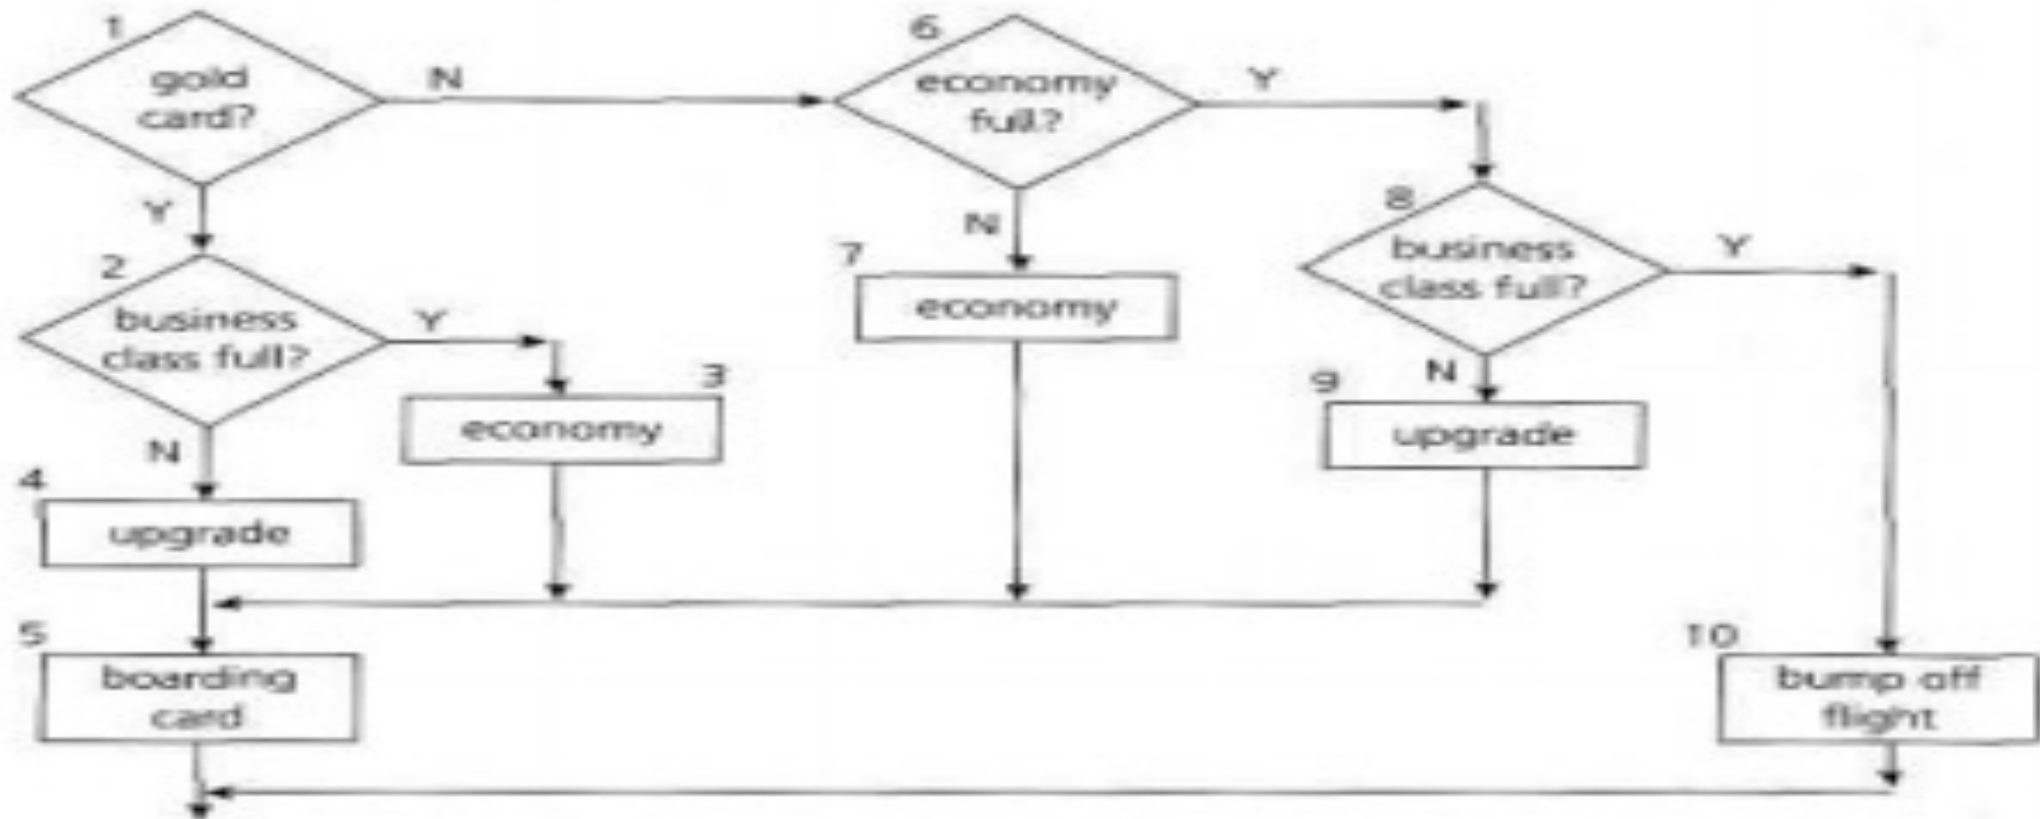 1
gold
card?
N
6
economy
full?
Y
Y
2
business
class full?
Y
N
7
economy
8
business
class full?
Y
3
economy
9
N
upgrade
N
4
upgrade
5
boarding
card
10
bump off
flight